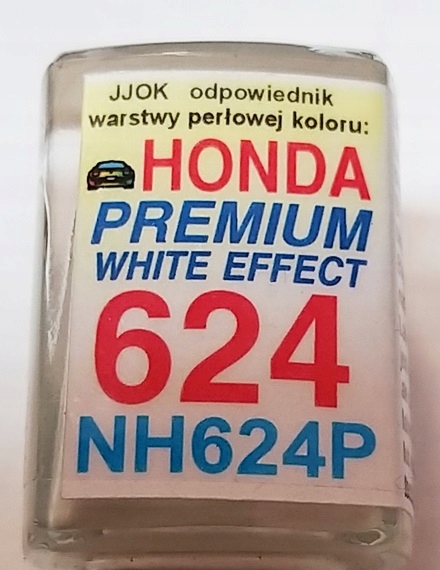 JJOK odpowiednik
warstwy perłowej koloru:
HONDA
PREMIUM
WHITE EFFECT
624
NH624P